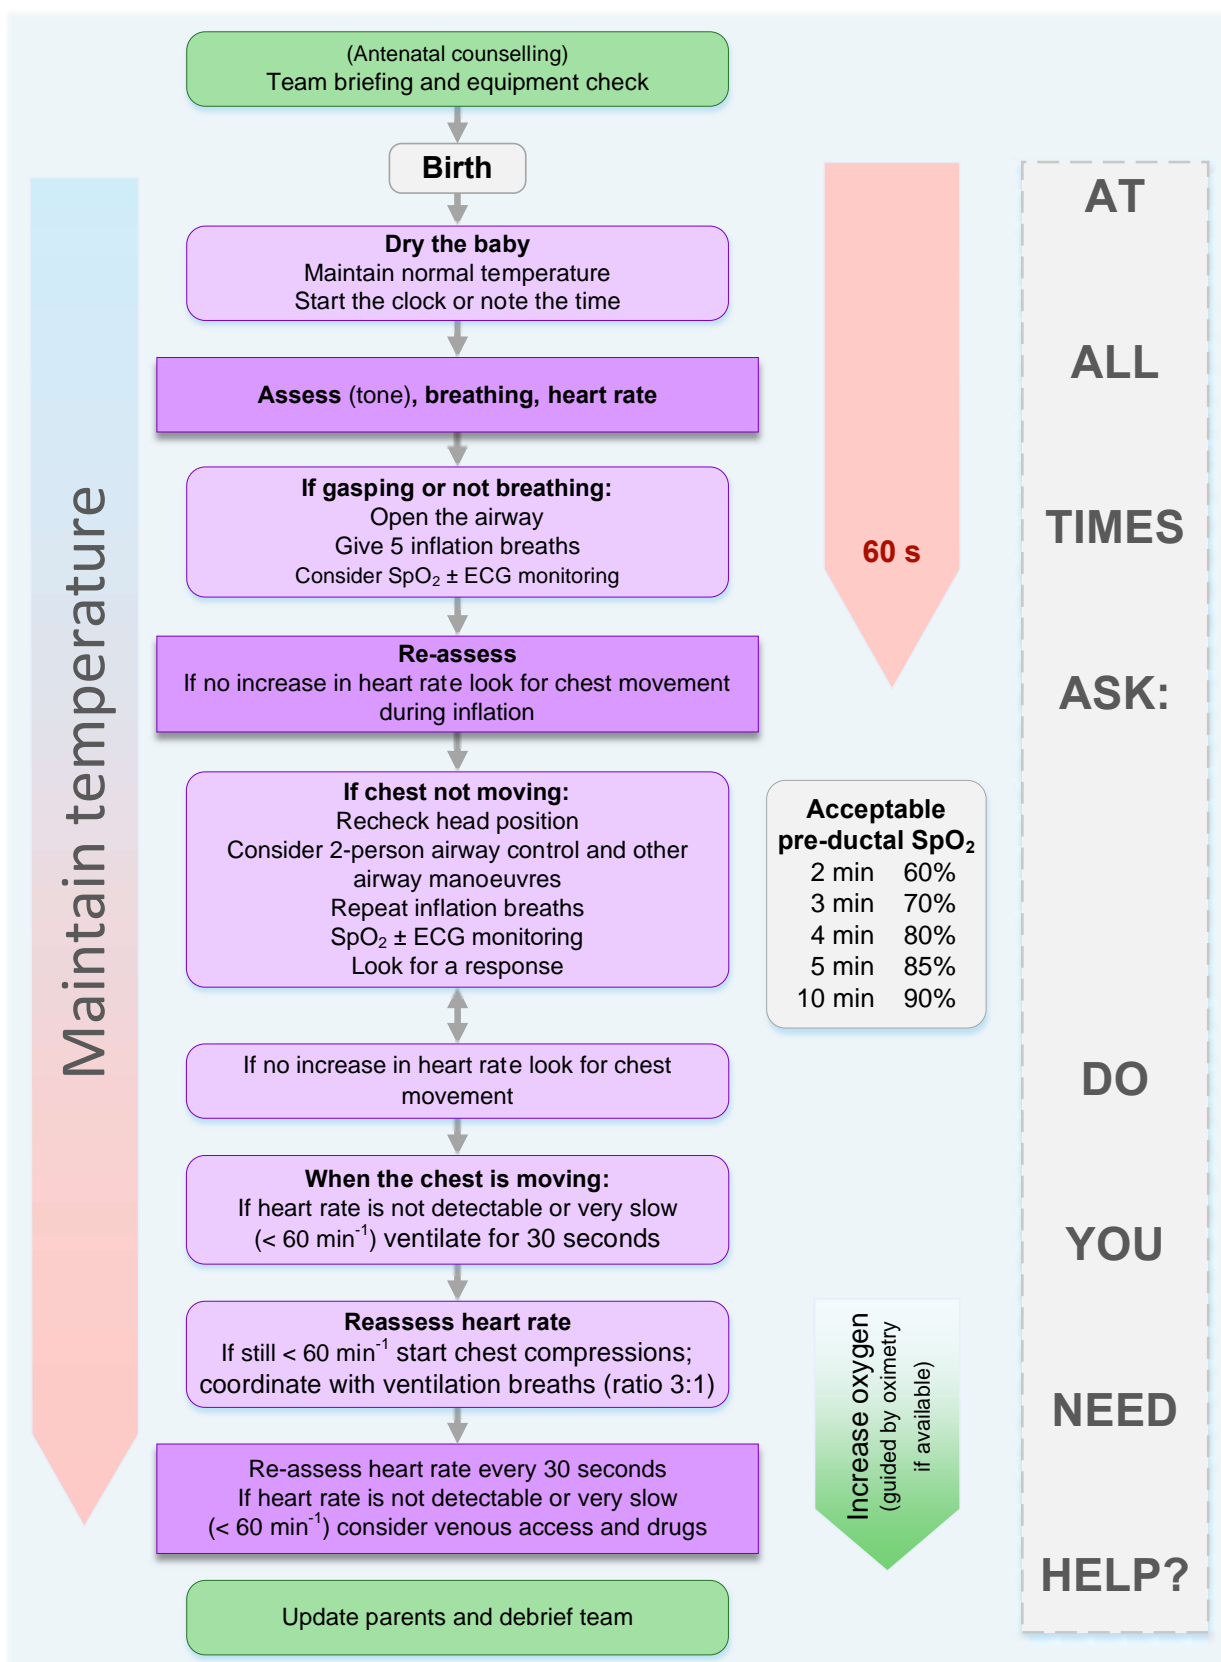 (Antenatal counselling)
Team briefing and equipment check
Birth
Dry the baby
Maintain normal temperature
Start the clock or note the time
Assess (tone), breathing, heart rate
If gasping or not breathing:
Open the airway
Give 5 inflation breaths
Consider SpO₂ ± ECG monitoring
Re-assess
If no increase in heart rate look for chest movement
during inflation
If chest not moving:
Recheck head position
Consider 2-person airway control and other
airway manoeuvres
Repeat inflation breaths
SpO₂ ± ECG monitoring
Look for a response
If no increase in heart rate look for chest
movement
When the chest is moving:
If heart rate is not detectable or very slow
(< 60 min⁻¹) ventilate for 30 seconds
Reassess heart rate
If still < 60 min⁻¹ start chest compressions;
coordinate with ventilation breaths (ratio 3:1)
Re-assess heart rate every 30 seconds
If heart rate is not detectable or very slow
(< 60 min⁻¹) consider venous access and drugs
Update parents and debrief team
Maintain temperature
60 s
Acceptable
pre-ductal SpO₂
2 min 60%
3 min 70%
4 min 80%
5 min 85%
10 min 90%
Increase oxygen
(guided by oximetry
if available)
AT
ALL
TIMES
ASK:
DO
YOU
NEED
HELP?